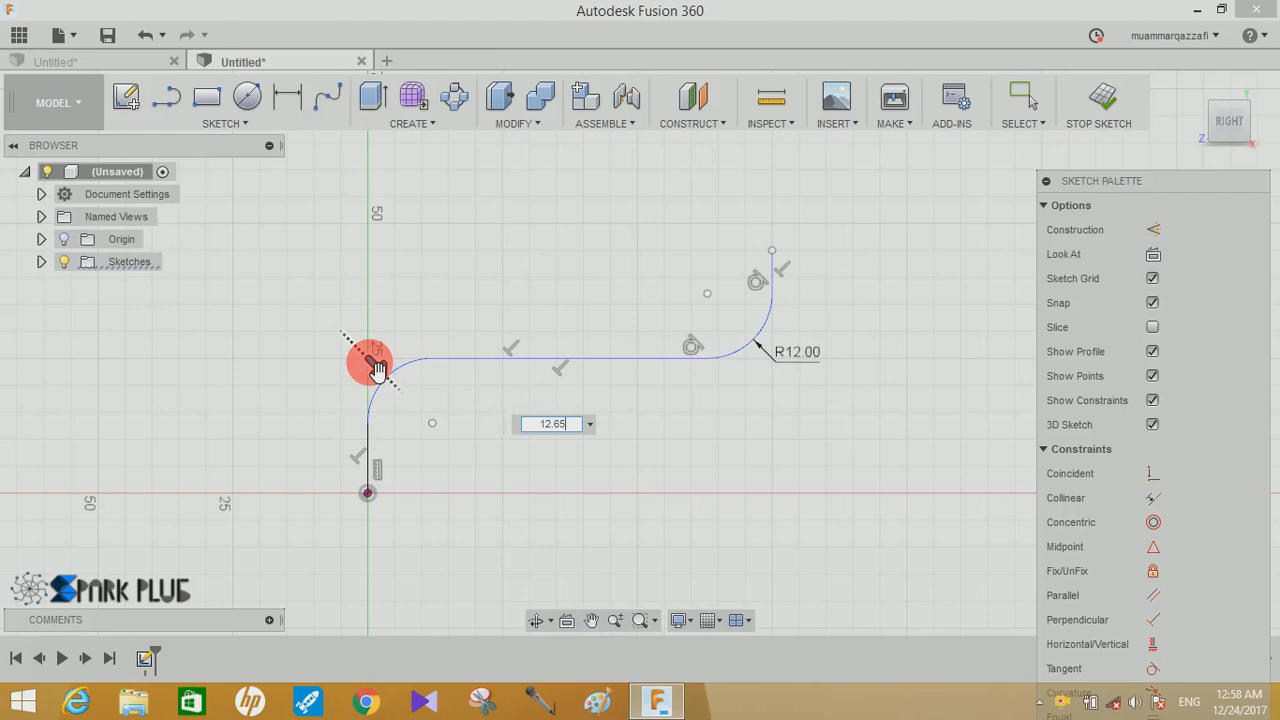 Autodesk Fusion 360
muammarqazzafi
Untitled*
Untitled*
MODEL
SKETCH
CREATE
MODIFY
ASSEMBLE
CONSTRUCT
INSPECT
INSERT
MAKE
ADD-INS
SELECT
STOP SKETCH
RIGHT
Z
X
BROWSER
(Unsaved)
Document Settings
Named Views
Origin
Sketches
50
25
R12.00
12.65
50
25
SKETCH PALETTE
Options
Construction
Look At
Sketch Grid
Snap
Slice
Show Profile
Show Points
Show Constraints
3D Sketch
Constraints
Coincident
Collinear
Concentric
Midpoint
Fix/UnFix
Parallel
Perpendicular
Horizontal/Vertical
Tangent
Curvature
SPARK PLUG
COMMENTS
ENG
12:58 AM
12/24/2017